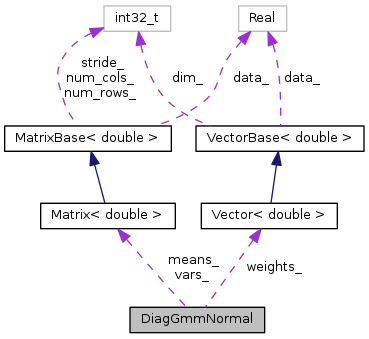 int32_t
Real
stride_
num_cols_
num_rows_
dim_
data_
data_
MatrixBase< double >
VectorBase< double >
Matrix< double >
Vector< double >
means_
vars_
weights_
DiagGmmNormal